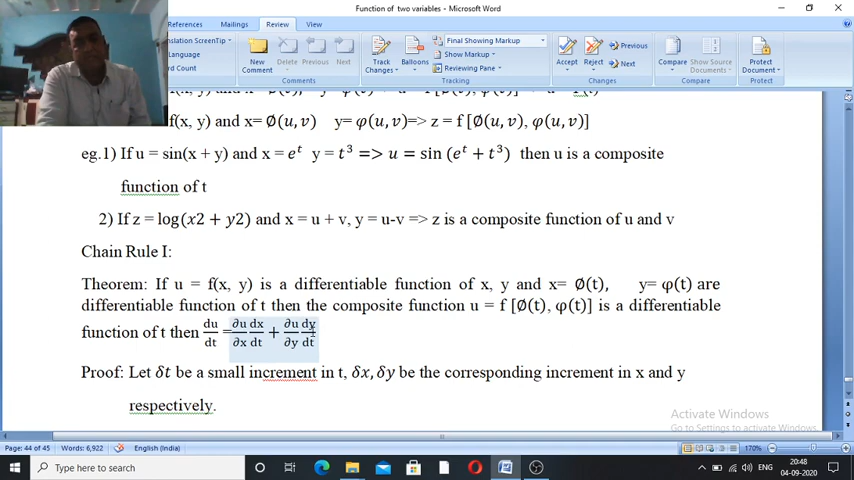 Function of two variables - Microsoft Word
References Mailings Review View
Translation ScreenTip
Language
Word Count
New Comment
Delete
Previous
Next
Comments
Track Changes
Balloons
Final Showing Markup
Show Markup
Reviewing Pane
Tracking
Accept
Reject
Previous
Next
Changes
Compare
Show Source Documents
Compare
Protect Document
Protect
f(x, y) and x= Ø(u, v) y= φ(u, v)=> z = f [Ø(u, v), φ(u, v)]
eg.1) If u = sin(x + y) and x = e^t y = t^3 => u = sin (e^t + t^3) then u is a composite
function of t
2) If z = log(x2 + y2) and x = u + v, y = u-v => z is a composite function of u and v
Chain Rule I:
Theorem: If u = f(x, y) is a differentiable function of x, y and x= Ø(t), y= φ(t) are
differentiable function of t then the composite function u = f [Ø(t), φ(t)] is a differentiable
function of t then du/dt = ∂u/∂x dx/dt + ∂u/∂y dy/dt
Proof: Let δt be a small increment in t, δx, δy be the corresponding increment in x and y
respectively.
Activate Windows
Go to Settings to activate Windows.
Page: 44 of 45 Words: 6,922 English (India) 170%
Type here to search
ENG
20:48
04-09-2020